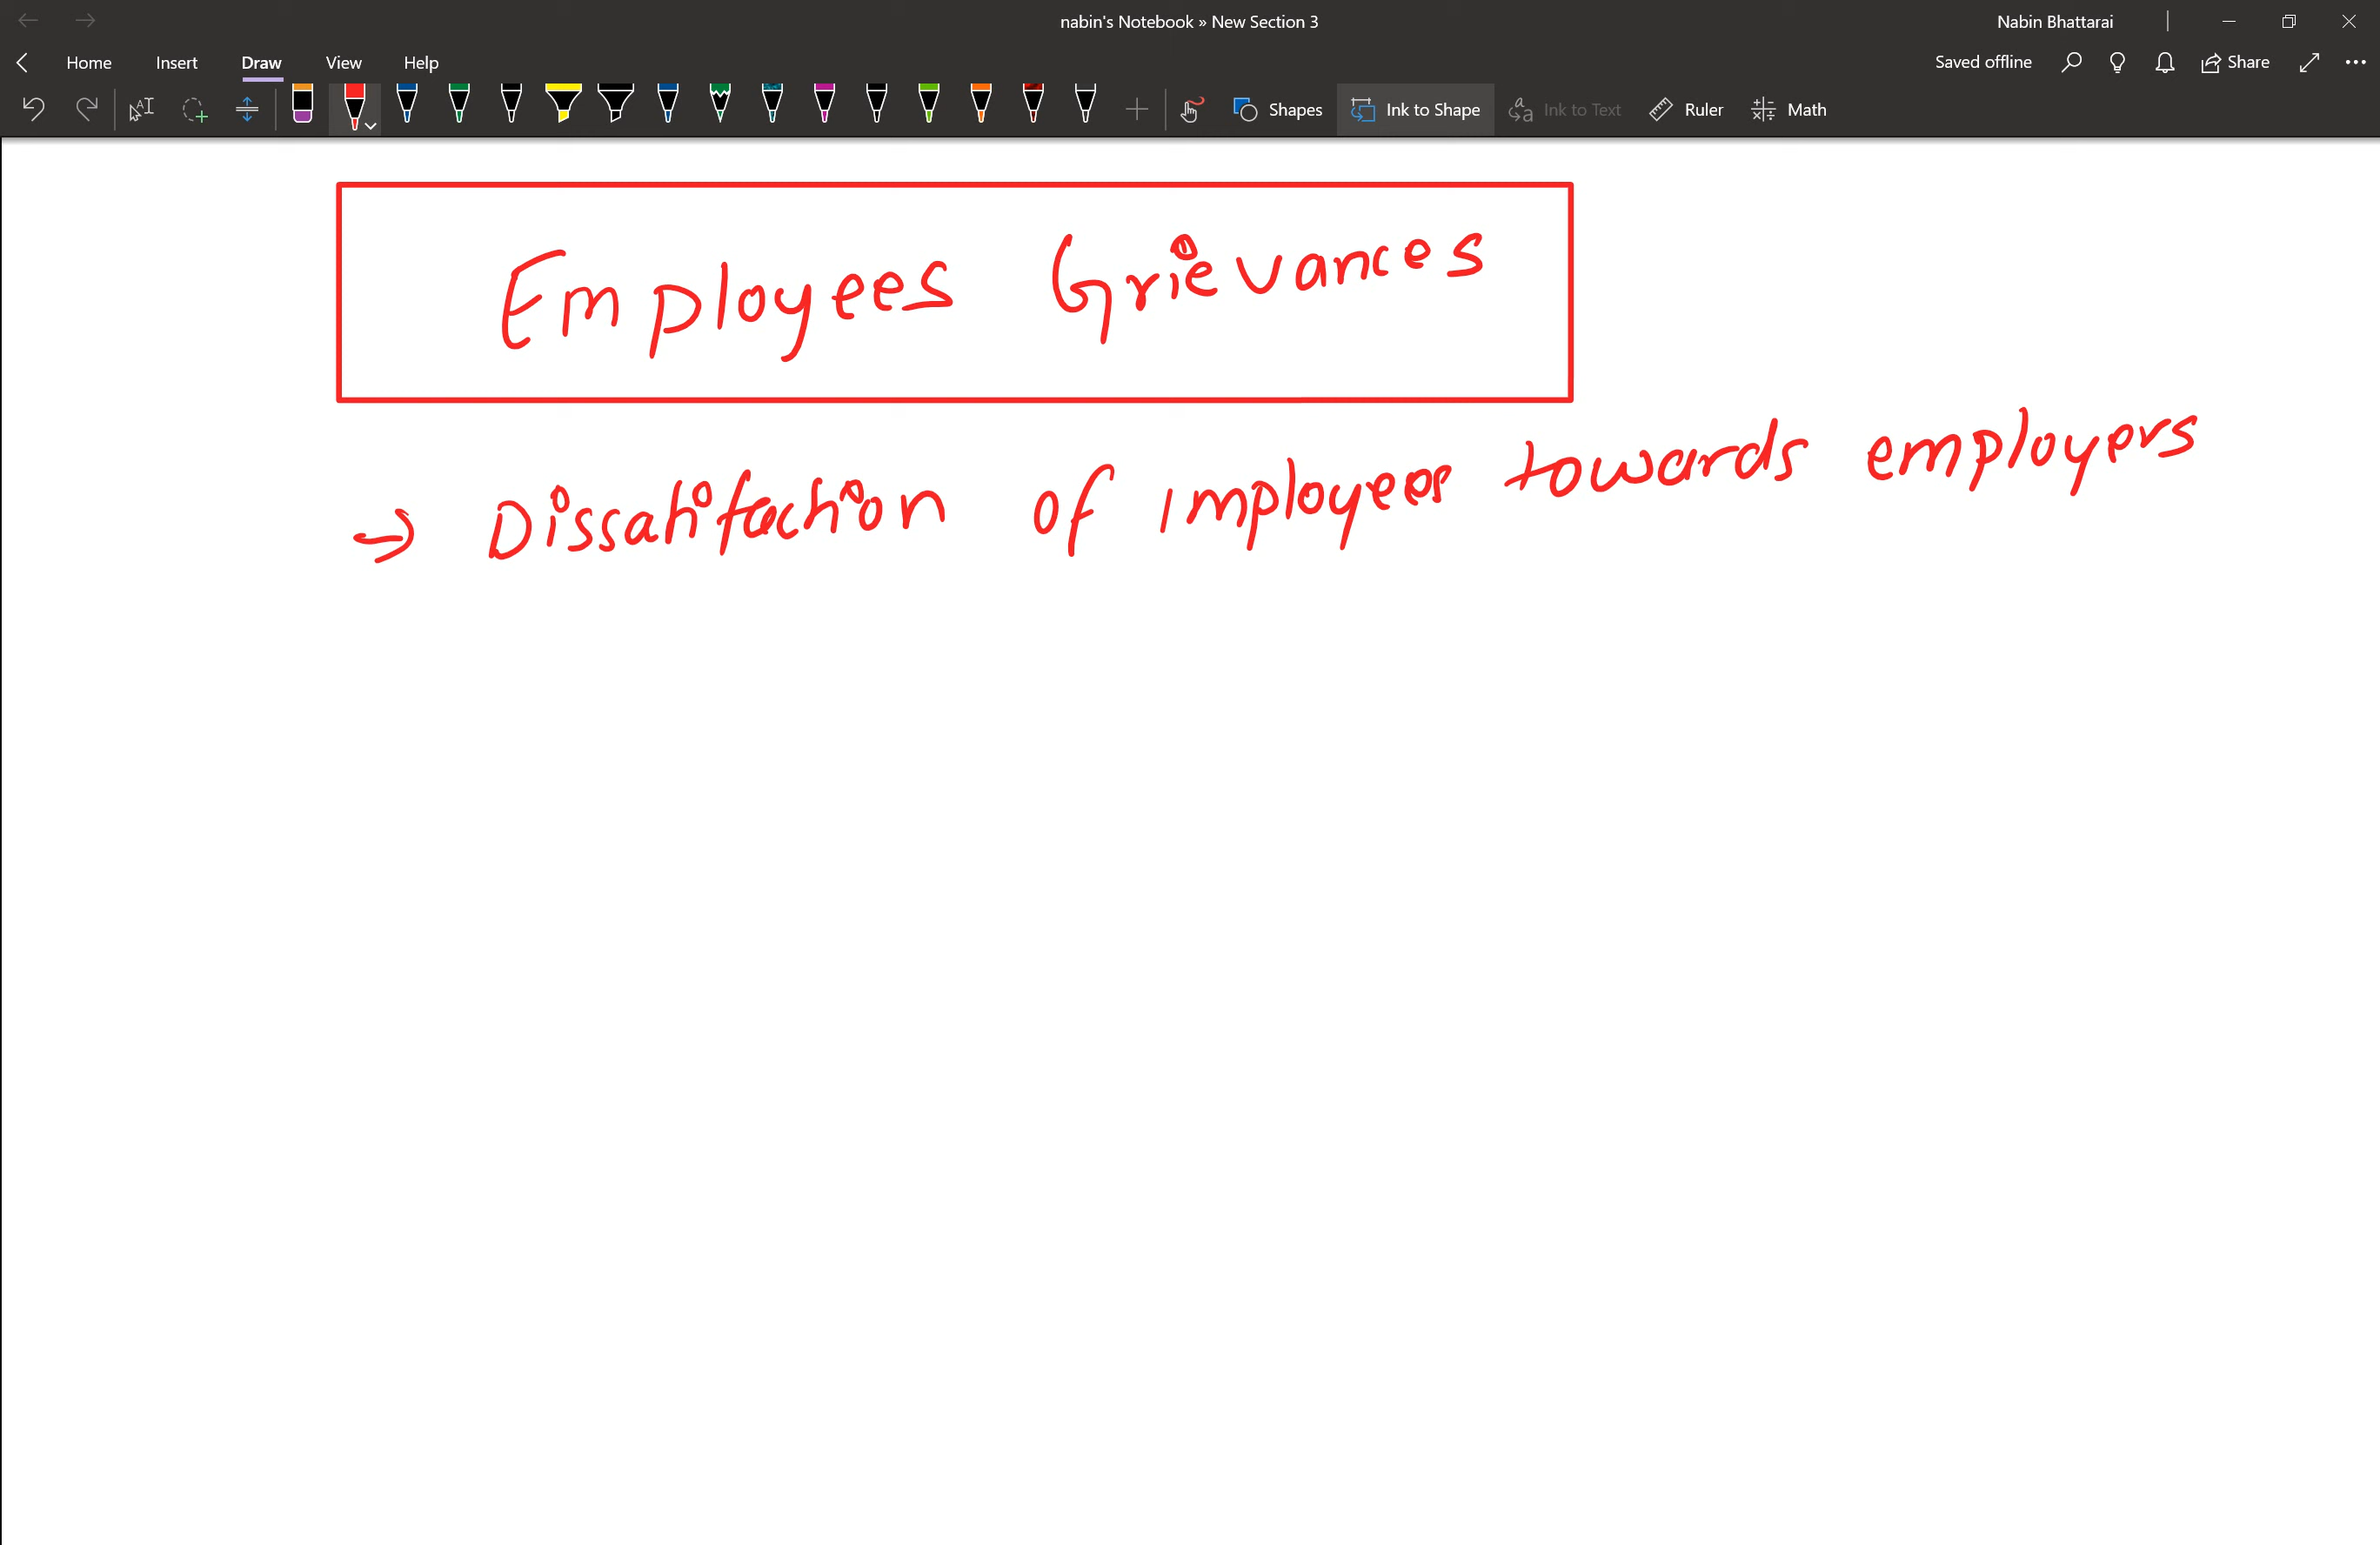 nabin's Notebook » New Section 3
Nabin Bhattarai
Home Insert Draw View Help
Saved offline
Share
Shapes Ink to Shape Ink to Text Ruler Math
Employees Grievances
→ Dissatifaction of imployees towards employers